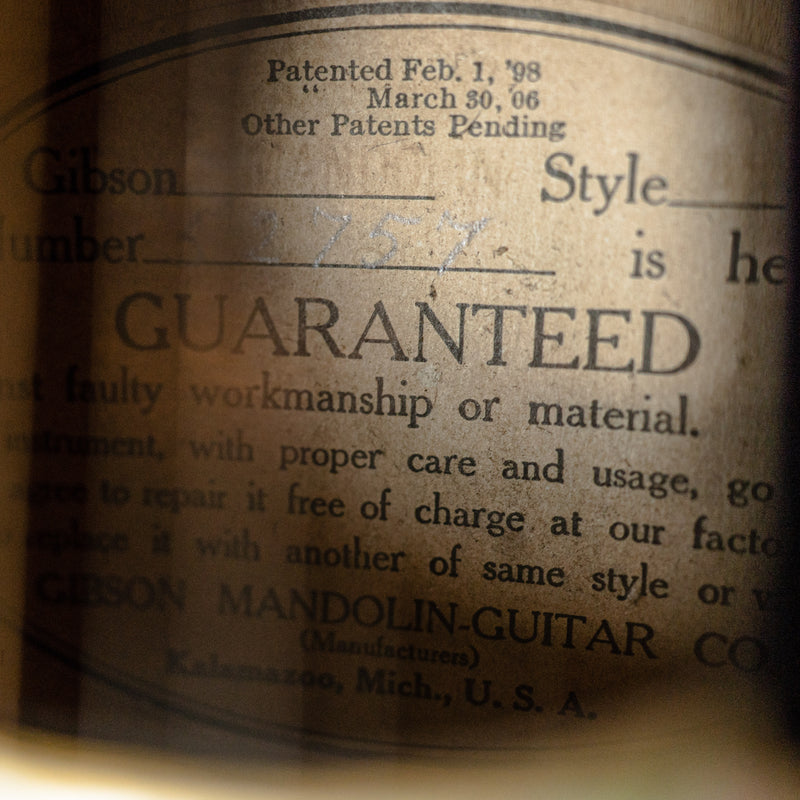 Patented Feb. 1, '98
“ March 30, '06
Other Patents Pending
Gibson Style
Number 2757 is he
GUARANTEED
nst faulty workmanship or material.
instrument, with proper care and usage, go
agree to repair it free of charge at our facto
replace it with another of same style or v
GIBSON MANDOLIN-GUITAR CO.
(Manufacturers)
Kalamazoo, Mich., U. S. A.